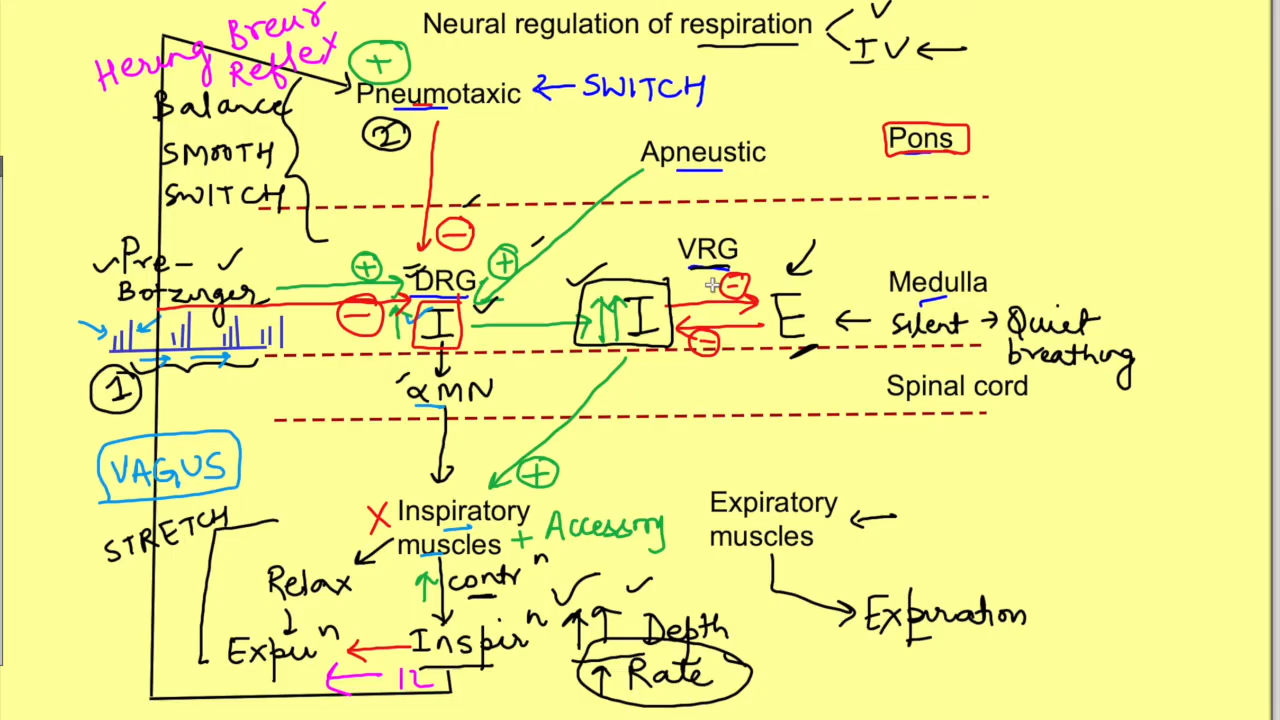 Neural regulation of respiration
V
IV
Hering Breur
Reflex
+
Pneumotaxic
SWITCH
2
Balance
SMOOTH
SWITCH
Apneustic
Pons
Pre-
Botzinger
+
−
DRG
I
−
+
I
VRG
−
−
E
Medulla
Silent → Quiet
breathing
1
αMN
Spinal cord
VAGUS
STRETCH
+
X Inspiratory
muscles + Accessory
Expiratory
muscles
Relax
contrⁿ
Expirⁿ
Inspirⁿ
Depth
Rate
Expiration
12